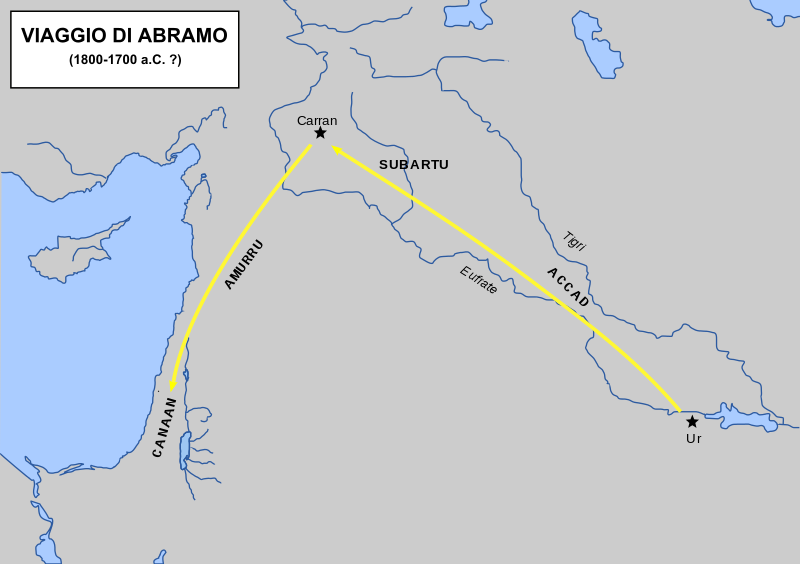 VIAGGIO DI ABRAMO
(1800-1700 a.C. ?)
Carran
SUBARTU
Tigri
AMURRU
Eufrate
ACCAD
CANAAN
Ur